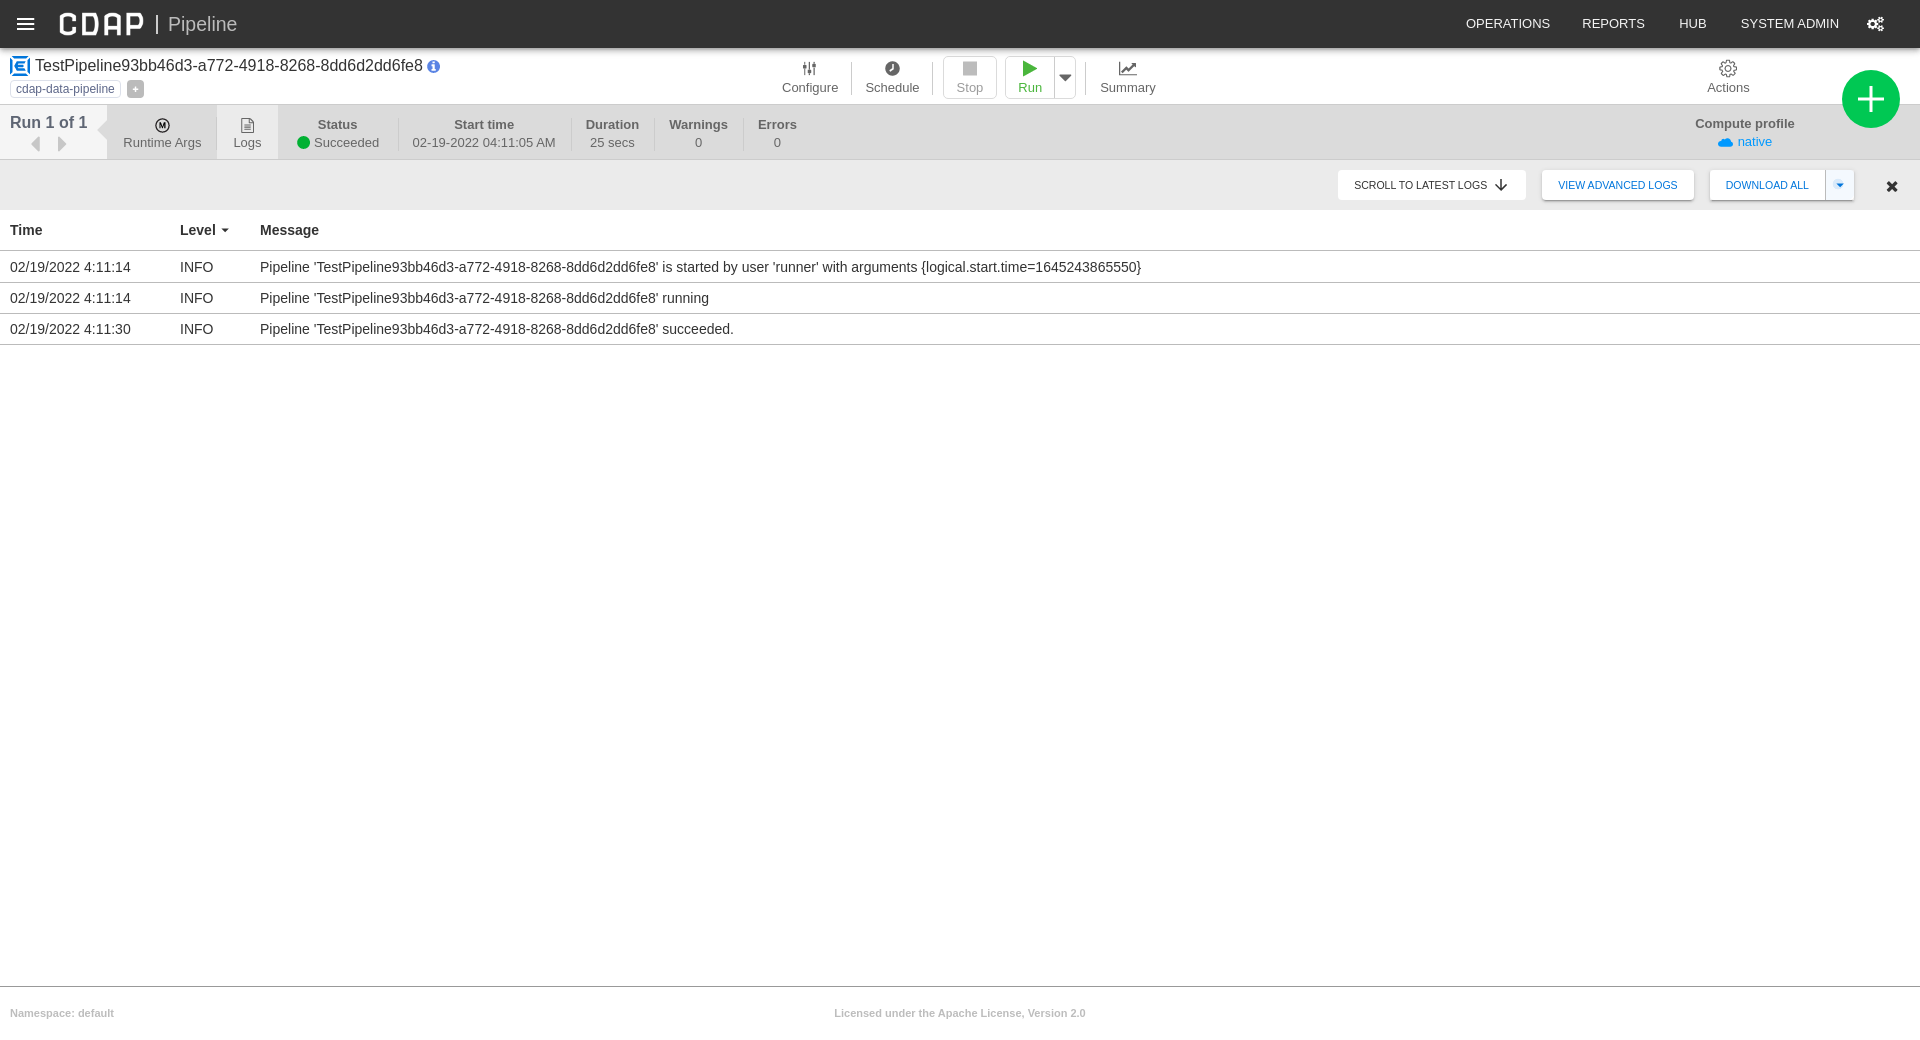 CDAP | Pipeline OPERATIONS REPORTS HUB SYSTEM ADMIN
TestPipeline93bb46d3-a772-4918-8268-8dd6d2dd6fe8
cdap-data-pipeline +
Configure Schedule Stop Run Summary Actions
Run 1 of 1
Runtime Args Logs
Status Start time Duration Warnings Errors Compute profile
Succeeded 02-19-2022 04:11:05 AM 25 secs 0 0 native
SCROLL TO LATEST LOGS VIEW ADVANCED LOGS DOWNLOAD ALL
Time Level Message
02/19/2022 4:11:14 INFO Pipeline 'TestPipeline93bb46d3-a772-4918-8268-8dd6d2dd6fe8' is started by user 'runner' with arguments {logical.start.time=1645243865550}
02/19/2022 4:11:14 INFO Pipeline 'TestPipeline93bb46d3-a772-4918-8268-8dd6d2dd6fe8' running
02/19/2022 4:11:30 INFO Pipeline 'TestPipeline93bb46d3-a772-4918-8268-8dd6d2dd6fe8' succeeded.
Namespace: default Licensed under the Apache License, Version 2.0